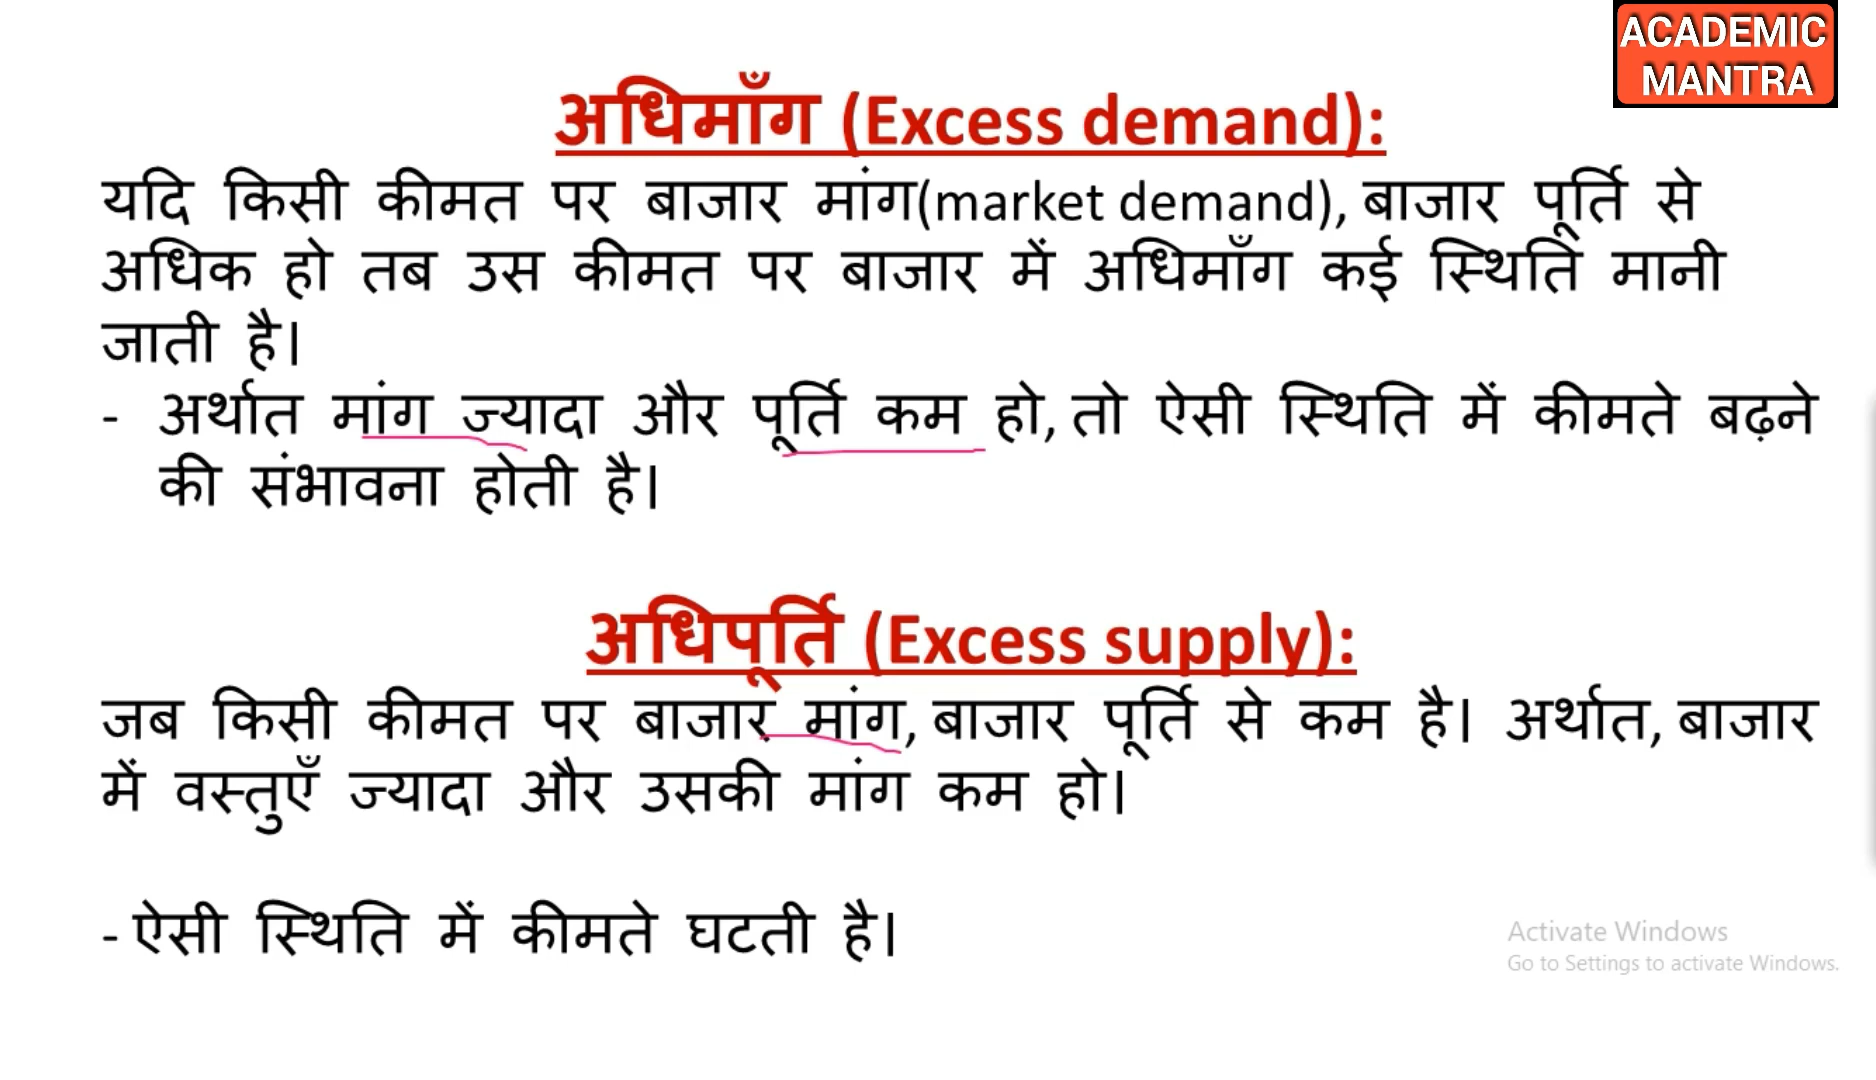 ACADEMIC
MANTRA
अधिमाँग (Excess demand):
यदि किसी कीमत पर बाजार मांग(market demand), बाजार पूर्ति से
अधिक हो तब उस कीमत पर बाजार में अधिमाँग कई स्थिति मानी
जाती है।
- अर्थात मांग ज्यादा और पूर्ति कम हो, तो ऐसी स्थिति में कीमते बढ़ने
की संभावना होती है।
अधिपूर्ति (Excess supply):
जब किसी कीमत पर बाजार मांग, बाजार पूर्ति से कम है। अर्थात, बाजार
में वस्तुएँ ज्यादा और उसकी मांग कम हो।
- ऐसी स्थिति में कीमते घटती है।
Activate Windows
Go to Settings to activate Windows.